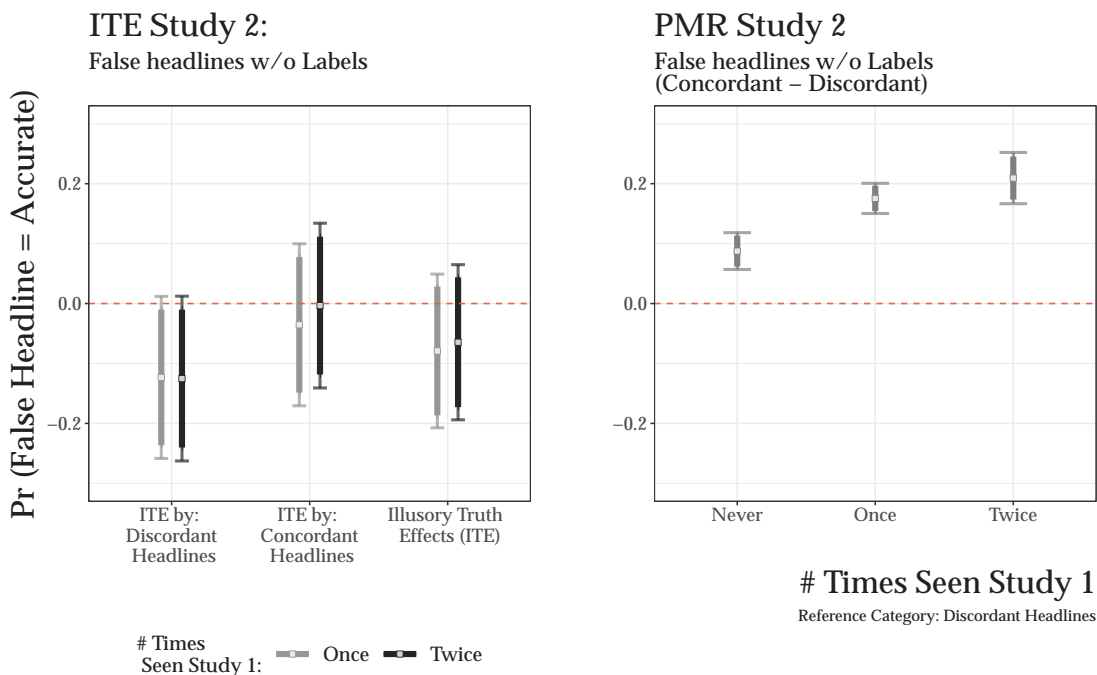 ITE Study 2:
False headlines w/o Labels
PMR Study 2
False headlines w/o Labels
(Concordant – Discordant)
Pr (False Headline = Accurate)
0.2
0.0
−0.2
ITE by:
Discordant
Headlines
ITE by:
Concordant
Headlines
Illusory Truth
Effects (ITE)
0.2
0.0
−0.2
Never
Once
Twice
# Times Seen Study 1
Reference Category: Discordant Headlines
# Times
Seen Study 1:
Once
Twice